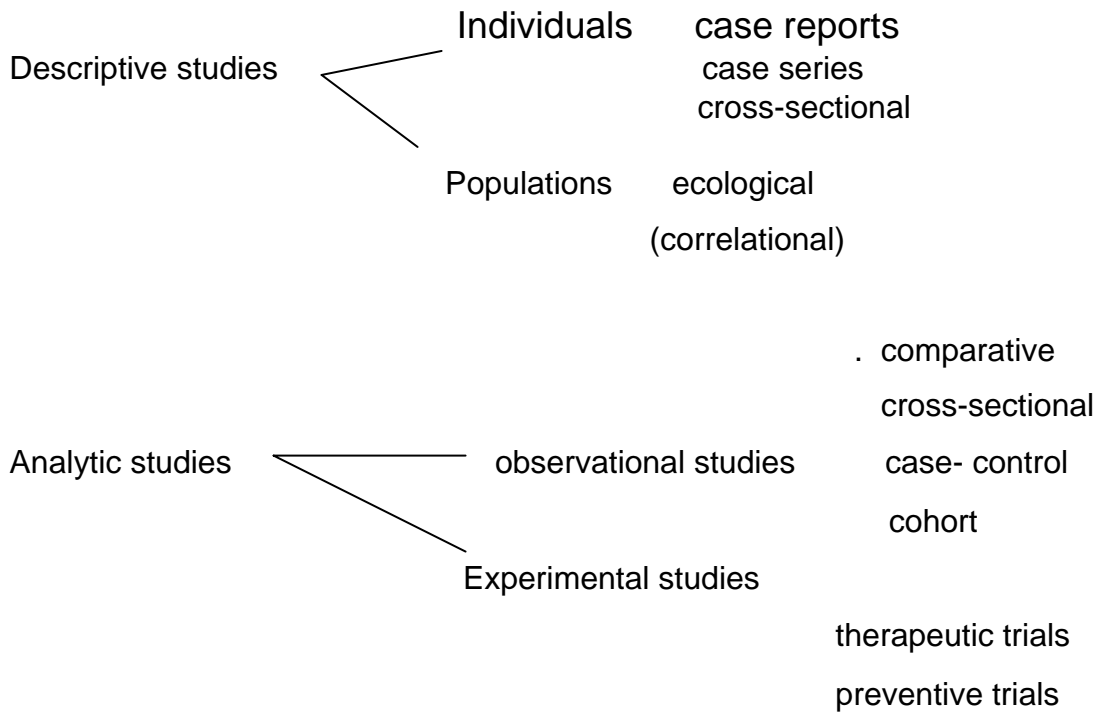 Individuals case reports
Descriptive studies case series
cross-sectional
Populations ecological
(correlational)
. comparative
cross-sectional
Analytic studies observational studies case- control
cohort
Experimental studies
therapeutic trials
preventive trials